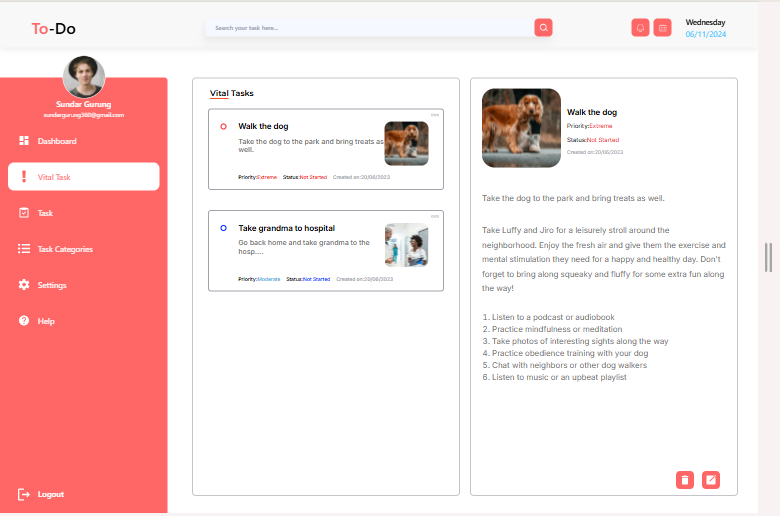 To-Do
Search your task here...
Wednesday
06/11/2024
Sundar Gurung
sundargurung360@gmail.com
Dashboard
Vital Task
Task
Task Categories
Settings
Help
Logout
Vital Tasks
Walk the dog
Take the dog to the park and bring treats as
well.
Priority:Extreme Status:Not Started Created on:20/06/2023
Take grandma to hospital
Go back home and take grandma to the
hosp....
Priority:Moderate Status:Not Started Created on:20/06/2023
Walk the dog
Priority:Extreme
Status:Not Started
Created on:20/06/2023
Take the dog to the park and bring treats as well.
Take Luffy and Jiro for a leisurely stroll around the
neighborhood. Enjoy the fresh air and give them the exercise and
mental stimulation they need for a happy and healthy day. Don't
forget to bring along squeaky and fluffy for some extra fun along
the way!
1. Listen to a podcast or audiobook
2. Practice mindfulness or meditation
3. Take photos of interesting sights along the way
4. Practice obedience training with your dog
5. Chat with neighbors or other dog walkers
6. Listen to music or an upbeat playlist